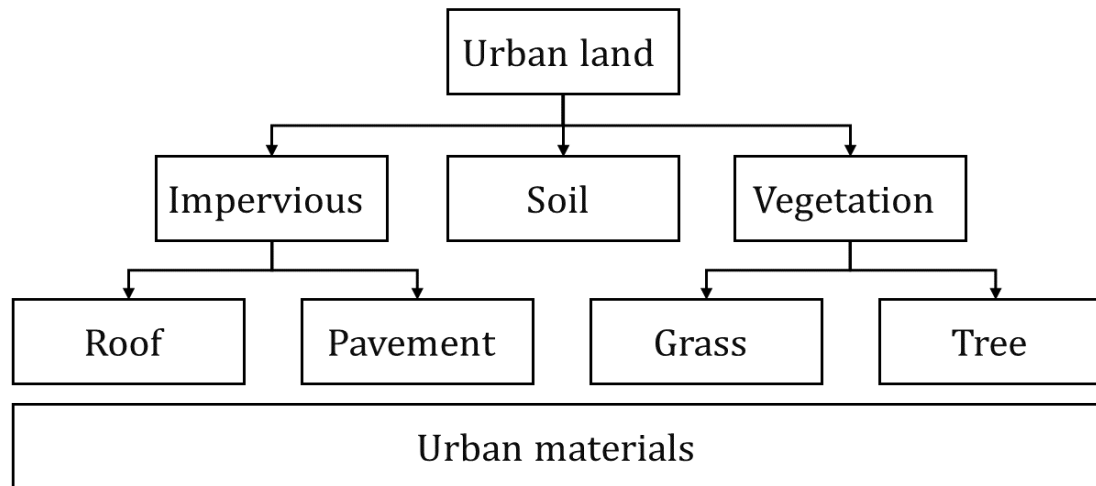 Urban land
Impervious
Soil
Vegetation
Roof
Pavement
Grass
Tree
Urban materials